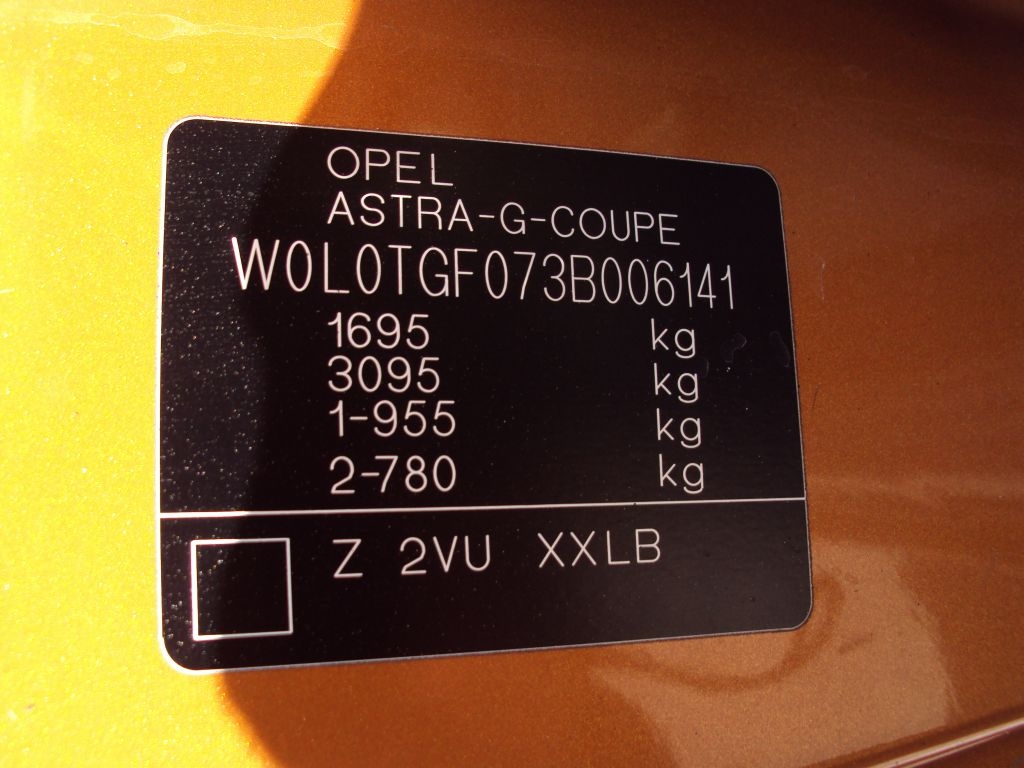 OPEL
ASTRA-G-COUPE
W0L0TGF073B006141
1695 kg
3095 kg
1-955 kg
2-780 kg
Z 2VU XXLB